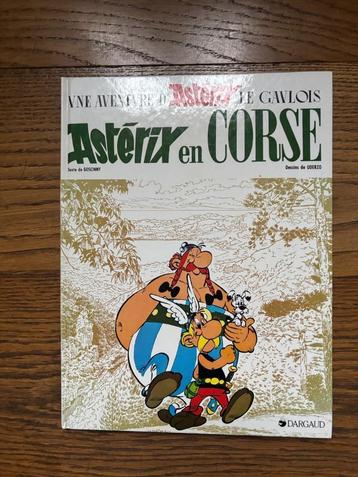 UNE AVENTURE D'Astérix LE GAULOIS
Astérix en CORSE
Texte de GOSCINNY
Dessins de UDERZO
DARGAUD